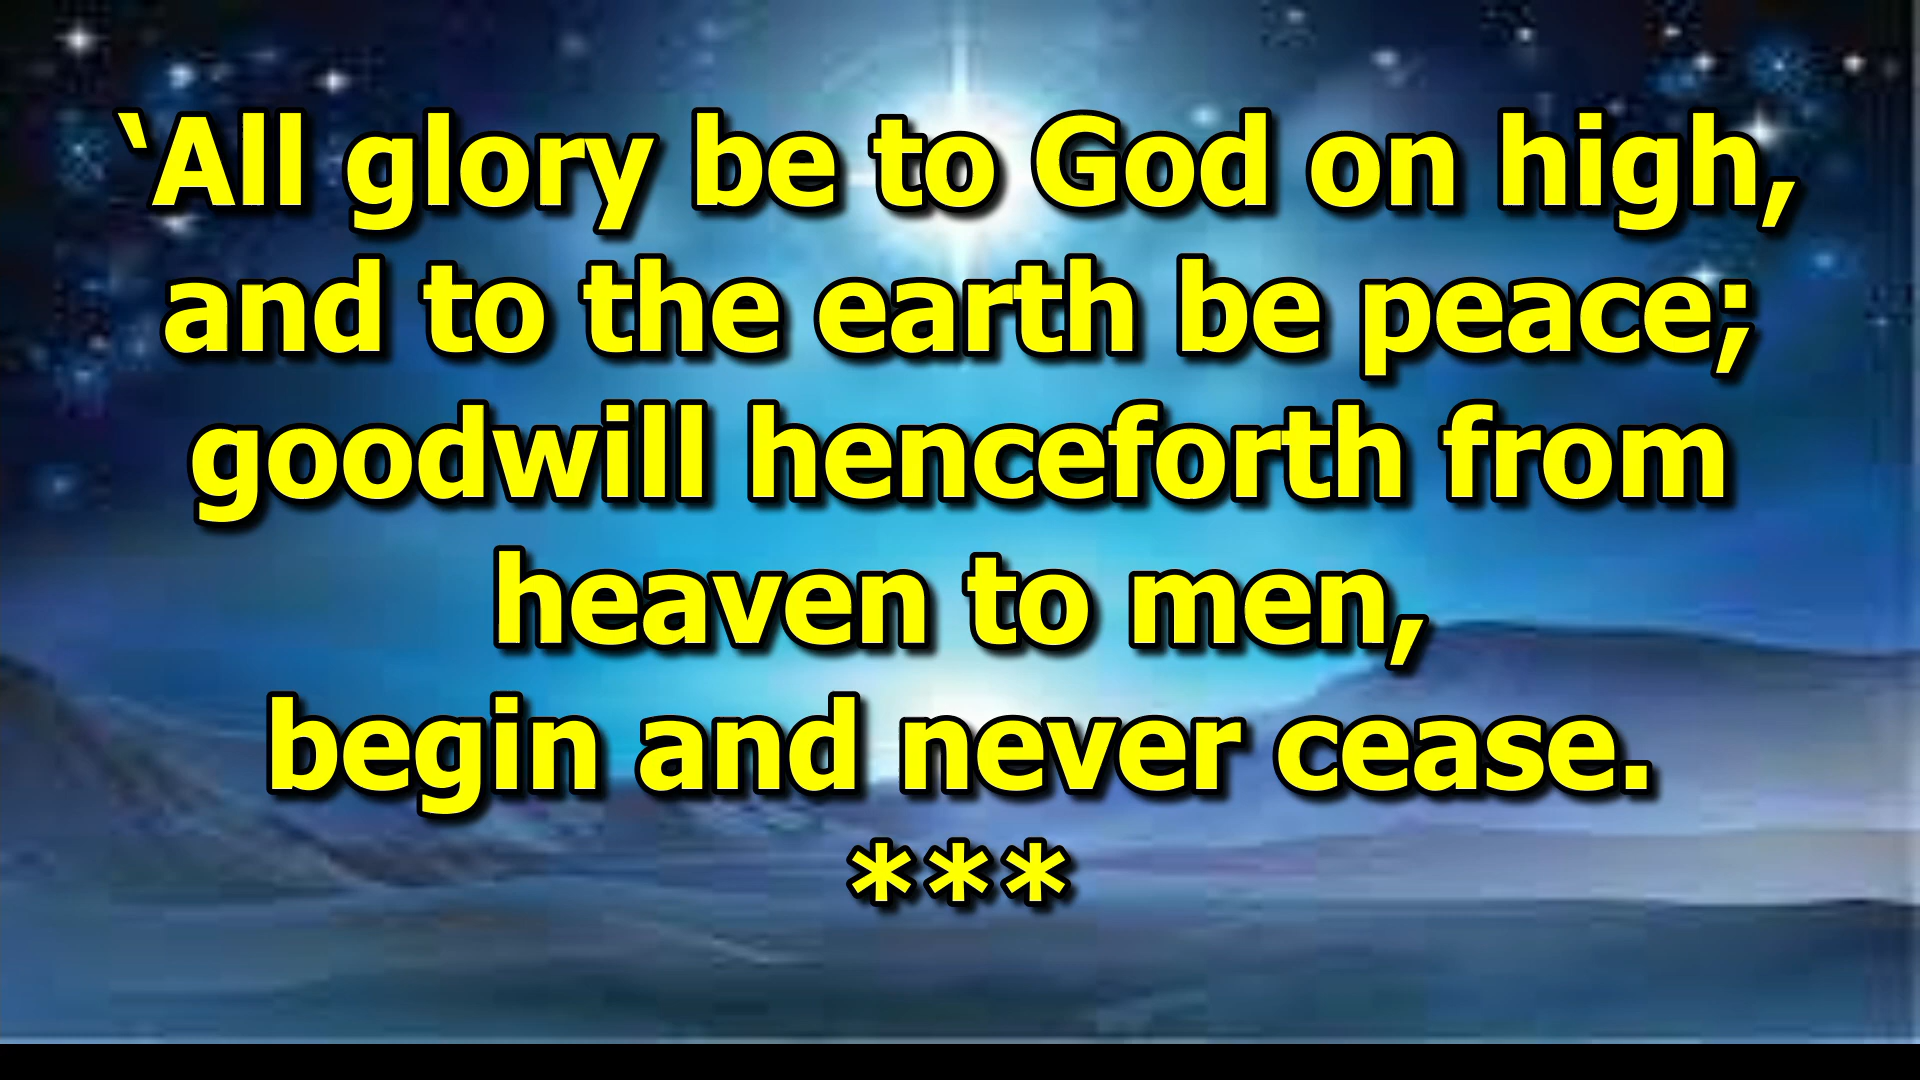 ‘All glory be to God on high,
and to the earth be peace;
goodwill henceforth from
heaven to men,
begin and never cease.
***